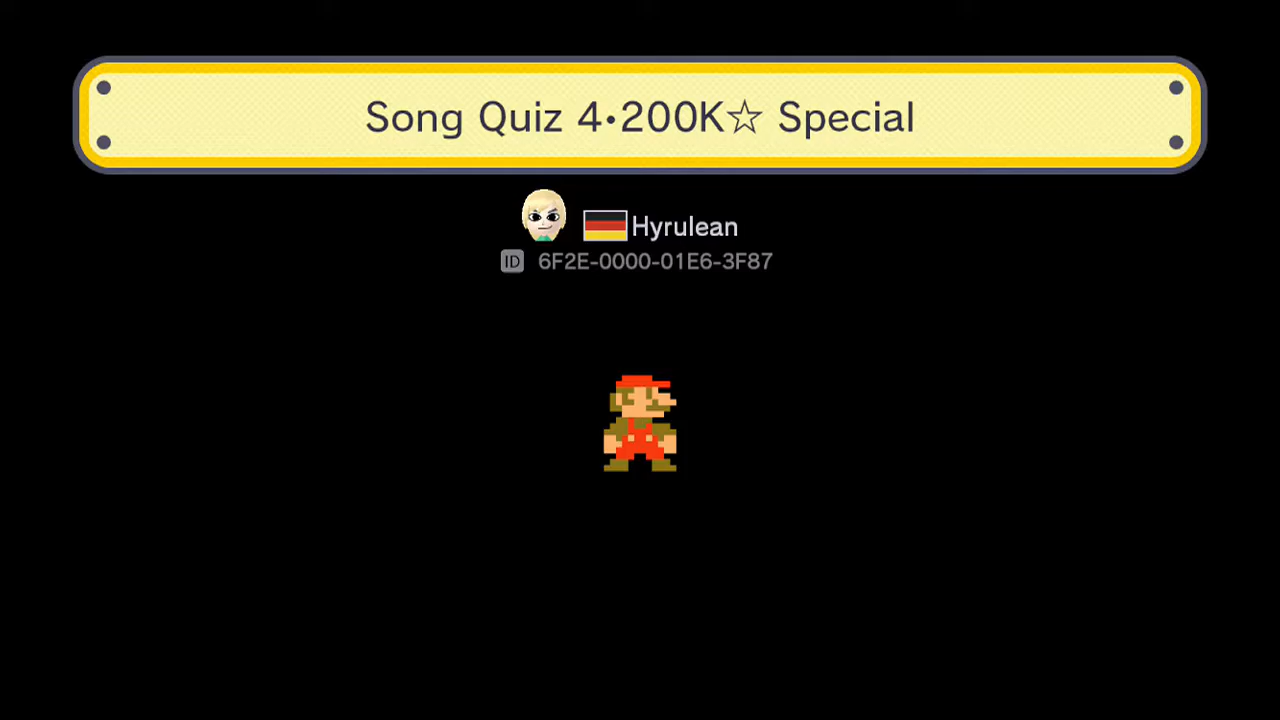 Song Quiz 4•200K☆ Special
Hyrulean
ID 6F2E-0000-01E6-3F87